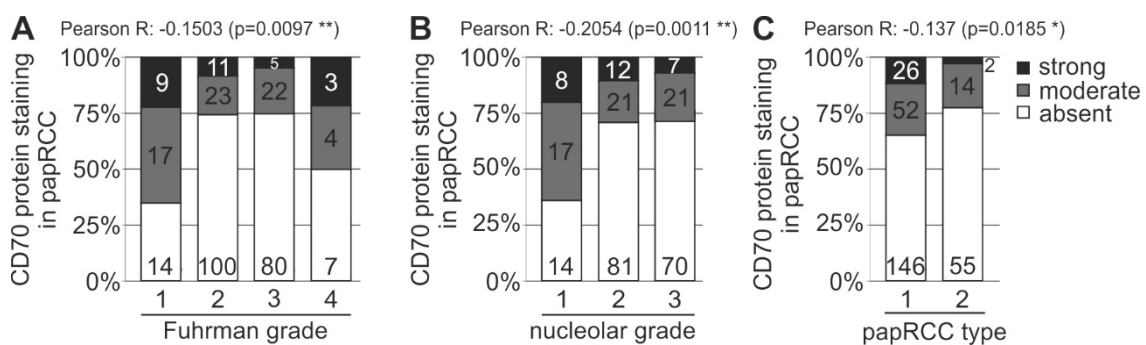 A Pearson R: -0.1503 (p=0.0097 **)
CD70 protein staining
in papRCC
100%
75%
50%
25%
0%
9 11 5 3
17 23 22 4
14 100 80 7
1 2 3 4
Fuhrman grade
B Pearson R: -0.2054 (p=0.0011 **)
CD70 protein staining
in papRCC
100%
75%
50%
25%
0%
8 12 7
17 21 21
14 81 70
1 2 3
nucleolar grade
C Pearson R: -0.137 (p=0.0185 *)
CD70 protein staining
in papRCC
100%
75%
50%
25%
0%
26 2
52 14
146 55
1 2
papRCC type
strong
moderate
absent